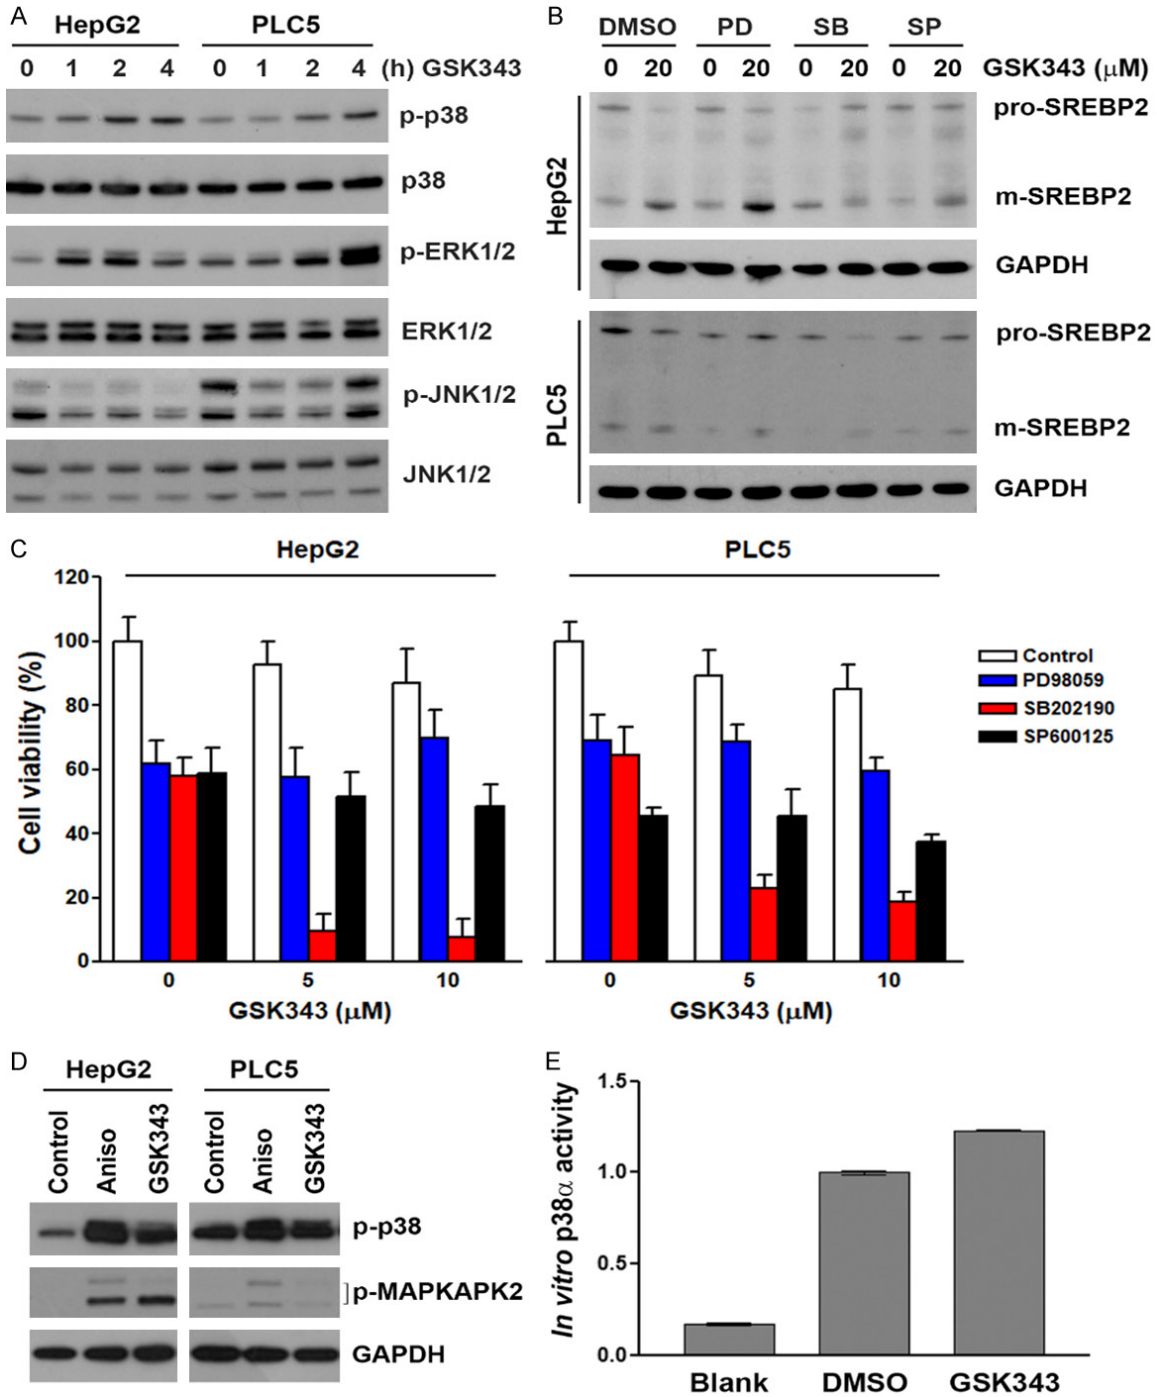 A
HepG2 PLC5
0 1 2 4 0 1 2 4 (h) GSK343
p-p38
p38
p-ERK1/2
ERK1/2
p-JNK1/2
JNK1/2
B
DMSO PD SB SP
0 20 0 20 0 20 0 20 GSK343 (μM)
HepG2
pro-SREBP2
m-SREBP2
GAPDH
PLC5
pro-SREBP2
m-SREBP2
GAPDH
C
HepG2 PLC5
Cell viability (%)
120
100
80
60
40
20
0
0 5 10 0 5 10
GSK343 (μM) GSK343 (μM)
Control
PD98059
SB202190
SP600125
D
HepG2 PLC5
Control Aniso GSK343 Control Aniso GSK343
p-p38
]p-MAPKAPK2
GAPDH
E
In vitro p38α activity
1.5
1.0
0.5
0.0
Blank DMSO GSK343